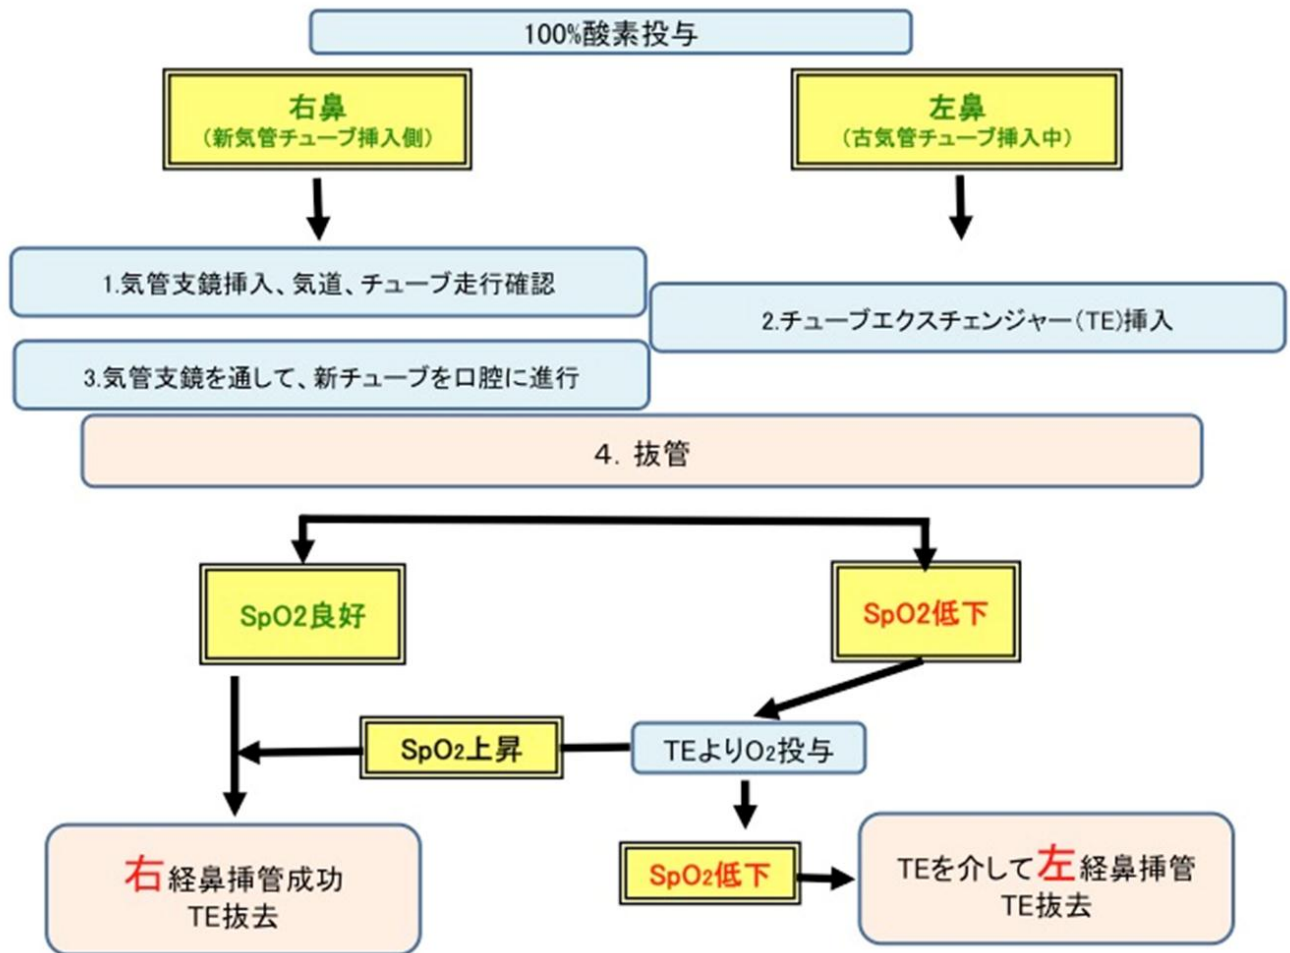 100%酸素投与
右鼻
（新気管チューブ挿入側）
左鼻
（古気管チューブ挿入中）
1.気管支鏡挿入、気道、チューブ走行確認
2.チューブエクスチェンジャー（TE)挿入
3.気管支鏡を通して、新チューブを口腔に進行
４．抜管
SpO2良好
SpO2低下
SpO₂上昇
TEよりO₂投与
右経鼻挿管成功
TE抜去
SpO₂低下
TEを介して左経鼻挿管
TE抜去